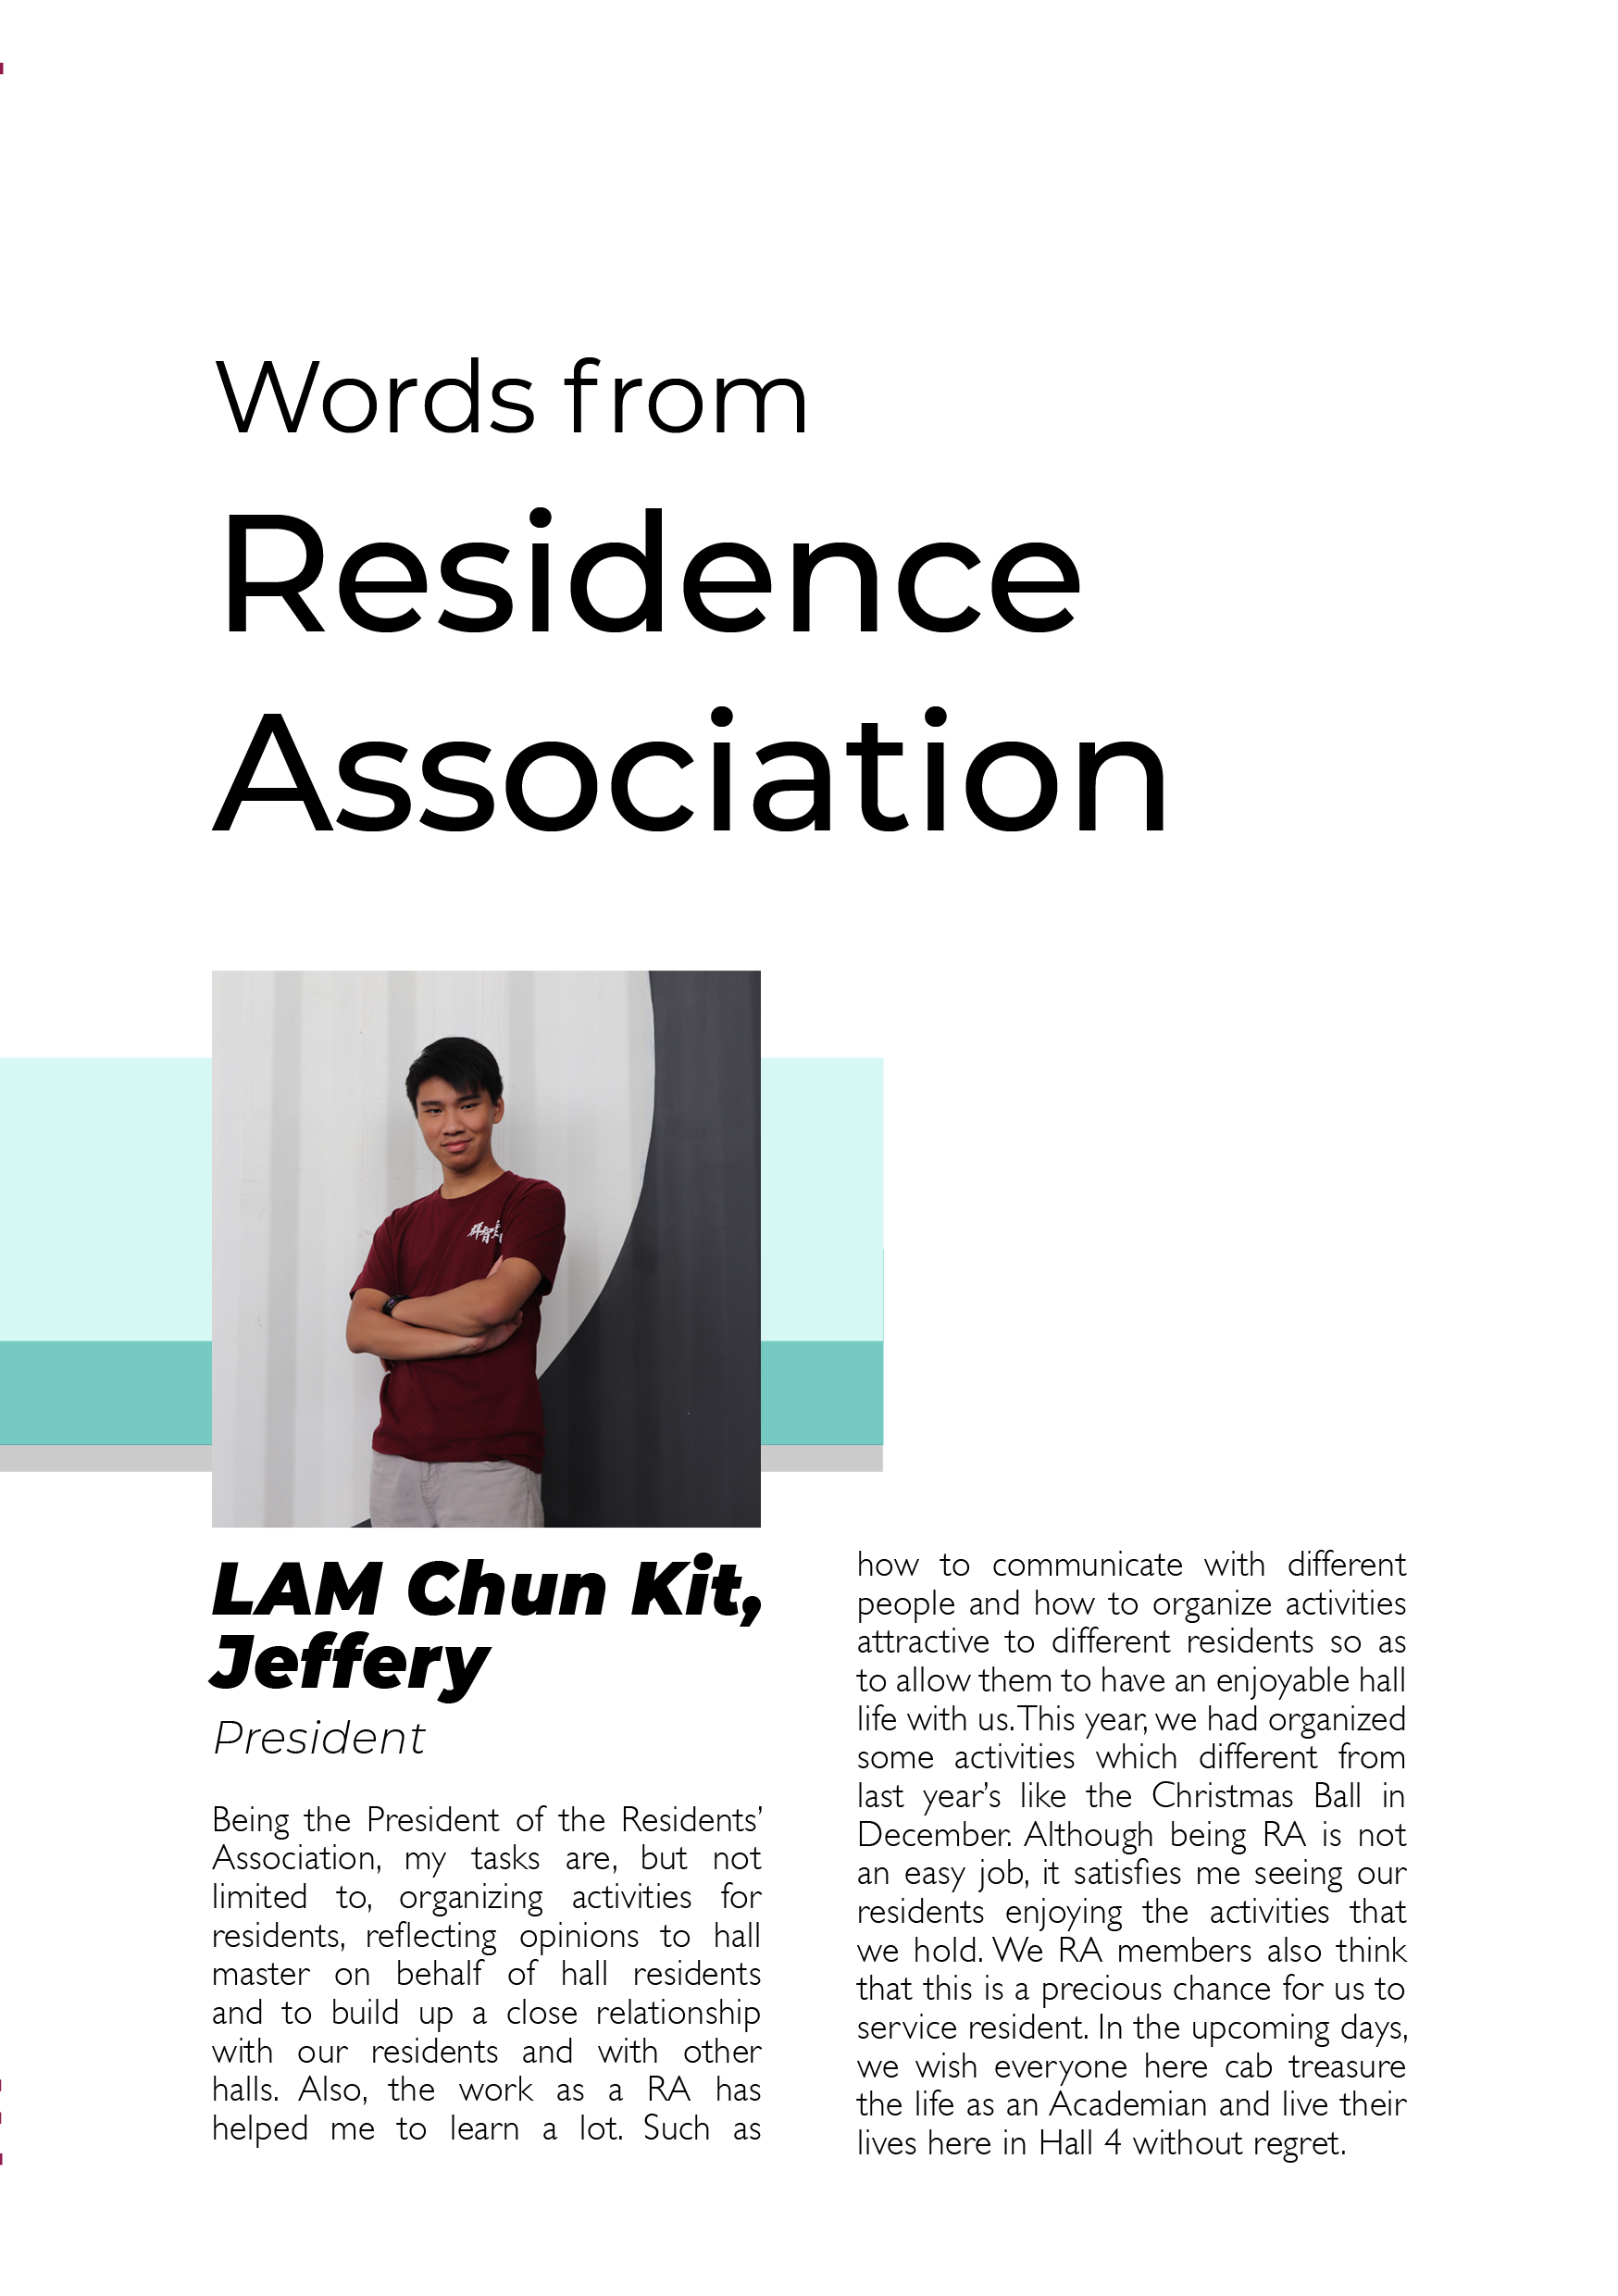 Words from
Residence
Association
群智
LAM Chun Kit,
Jeffery
President
Being the President of the Residents’
Association, my tasks are, but not
limited to, organizing activities for
residents, reflecting opinions to hall
master on behalf of hall residents
and to build up a close relationship
with our residents and with other
halls. Also, the work as a RA has
helped me to learn a lot. Such as
how to communicate with different
people and how to organize activities
attractive to different residents so as
to allow them to have an enjoyable hall
life with us. This year, we had organized
some activities which different from
last year’s like the Christmas Ball in
December. Although being RA is not
an easy job, it satisfies me seeing our
residents enjoying the activities that
we hold. We RA members also think
that this is a precious chance for us to
service resident. In the upcoming days,
we wish everyone here cab treasure
the life as an Academian and live their
lives here in Hall 4 without regret.